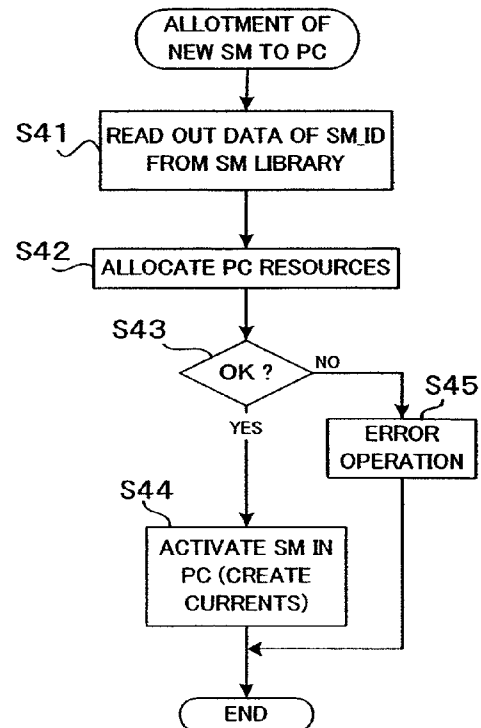 ALLOTMENT OF
NEW SM TO PC
S41
READ OUT DATA OF SM_ID
FROM SM LIBRARY
S42
ALLOCATE PC RESOURCES
S43
OK ?
NO
YES
S45
ERROR
OPERATION
S44
ACTIVATE SM IN
PC (CREATE
CURRENTS)
END